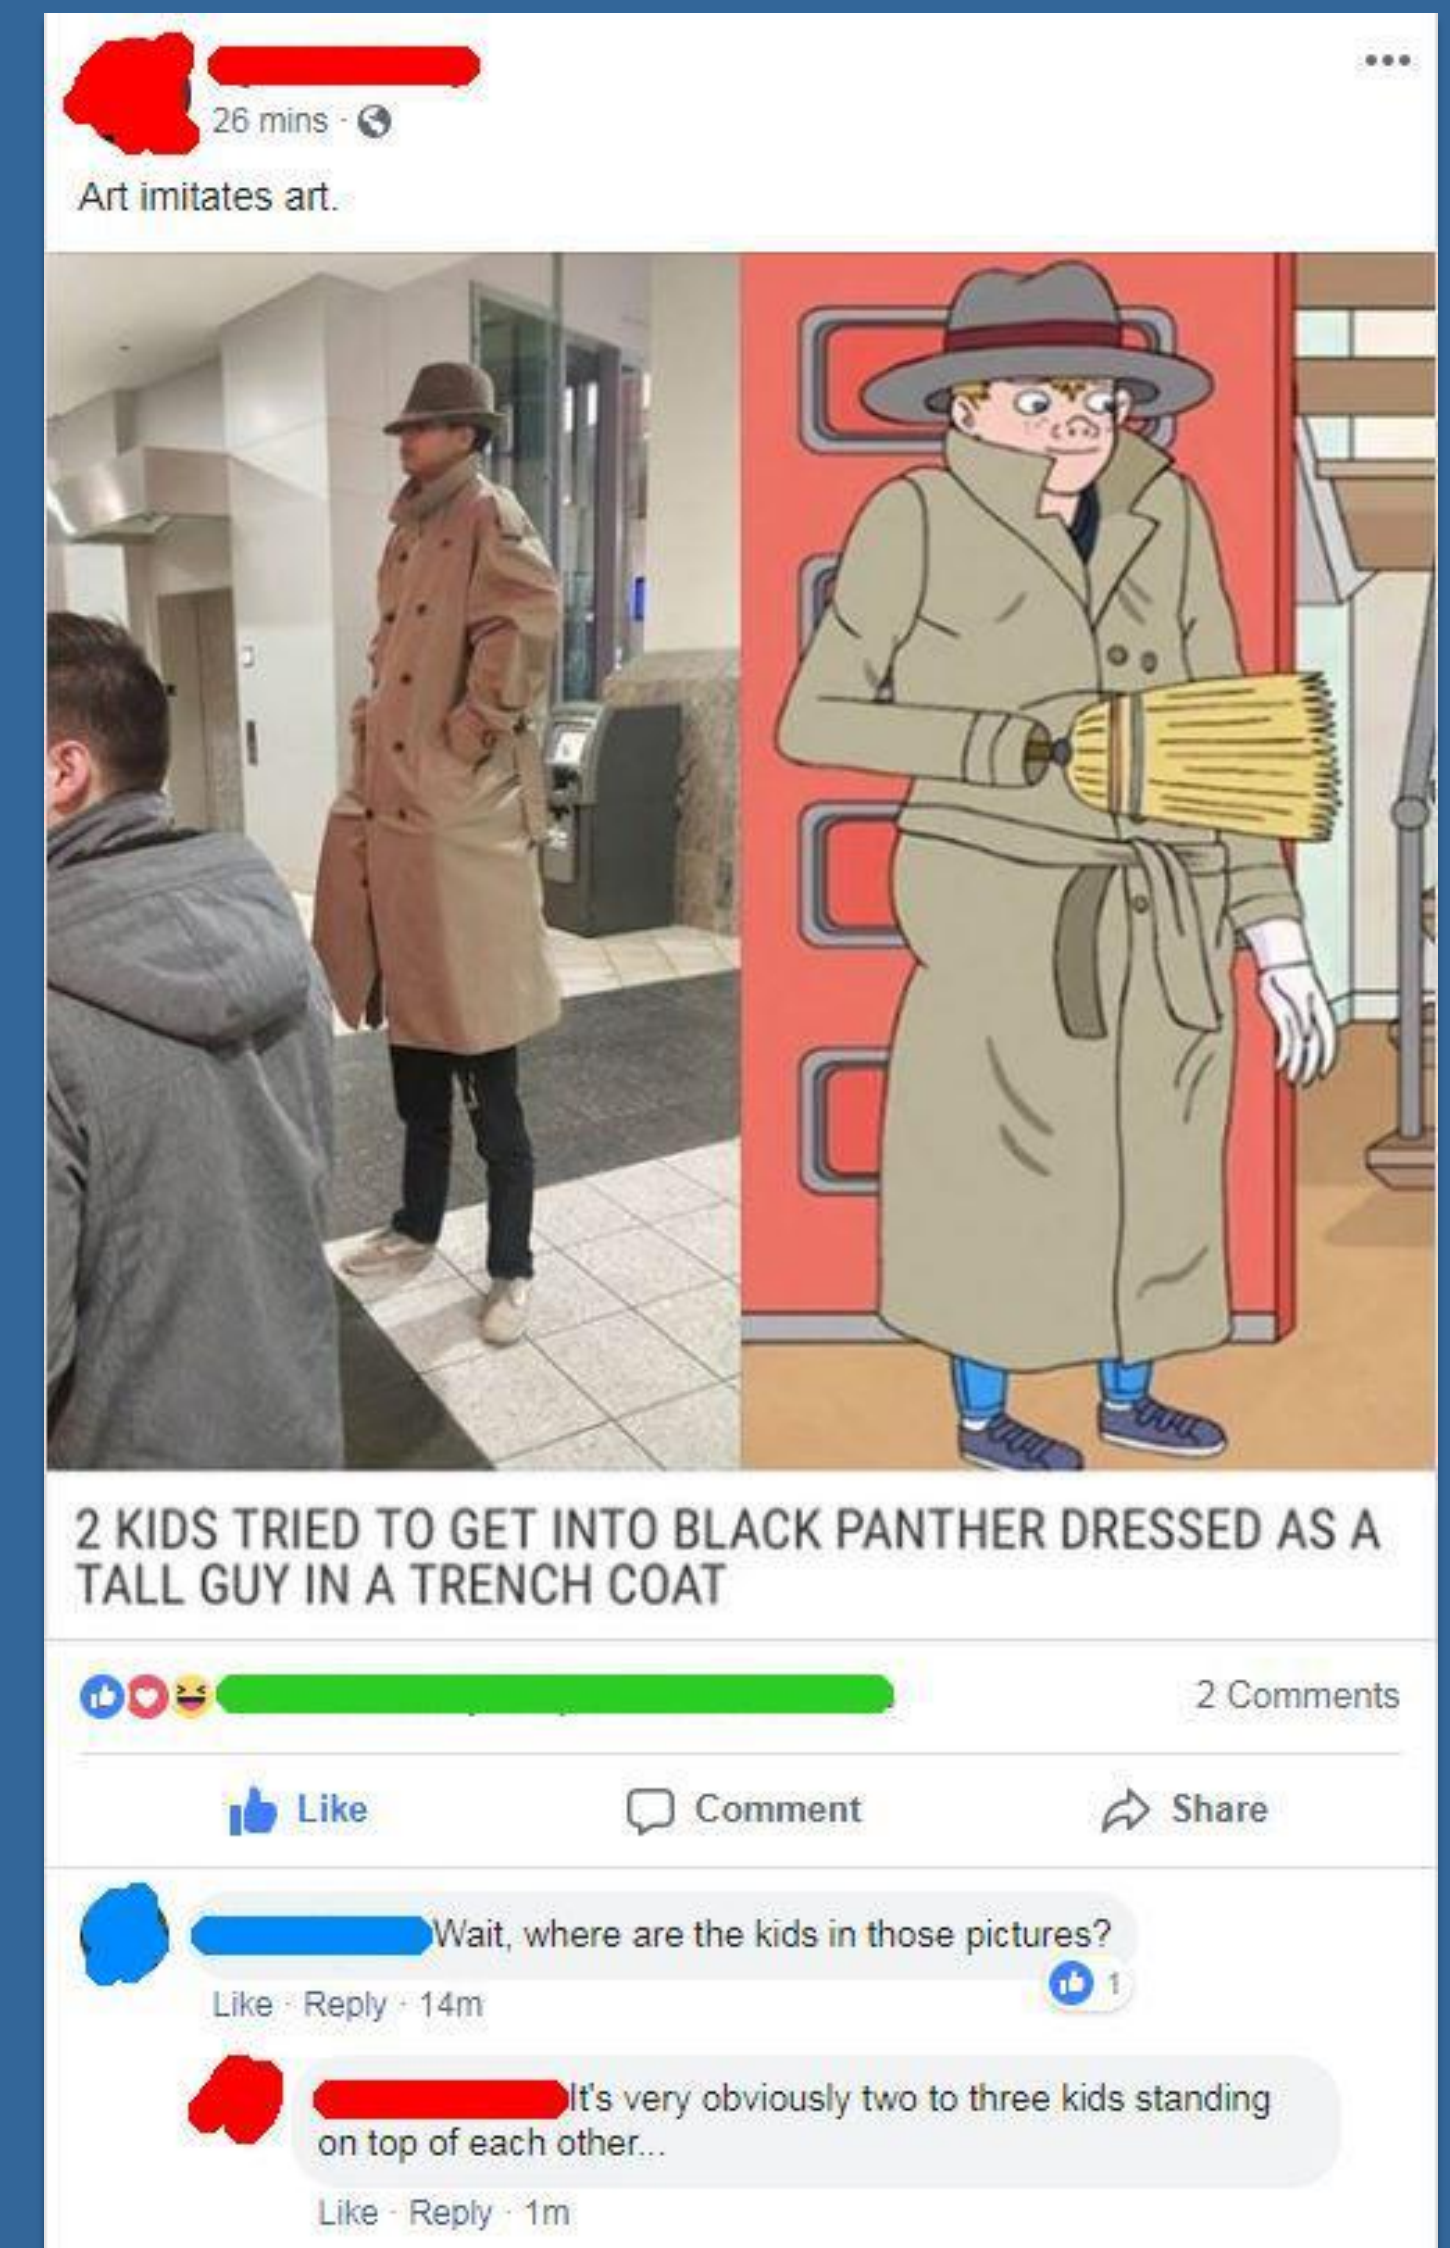 26 mins ·
Art imitates art.
2 KIDS TRIED TO GET INTO BLACK PANTHER DRESSED AS A
TALL GUY IN A TRENCH COAT
2 Comments
Like Comment Share
Wait, where are the kids in those pictures?
1
Like · Reply · 14m
It's very obviously two to three kids standing
on top of each other...
Like · Reply · 1m